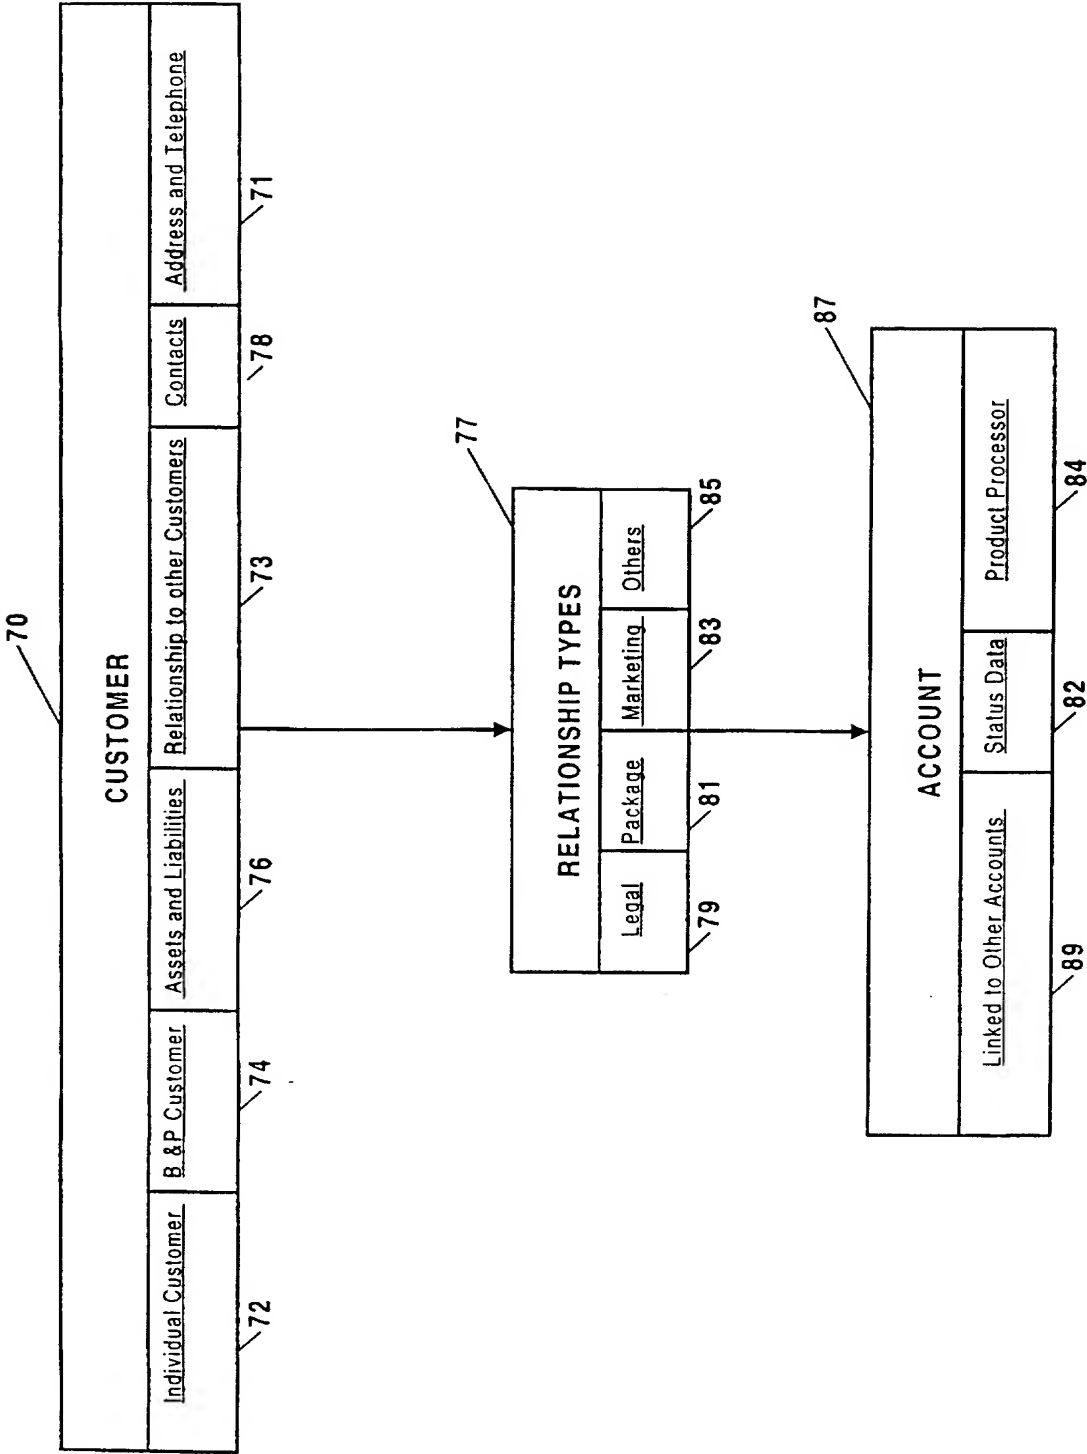 70
CUSTOMER
Individual Customer
B &P Customer
Assets and Liabilities
Relationship to other Customers
Contacts
Address and Telephone
72
74
76
73
78
71
77
RELATIONSHIP TYPES
Legal
Package
Marketing
Others
79
81
83
85
87
ACCOUNT
Linked to Other Accounts
Status Data
Product Processor
89
82
84